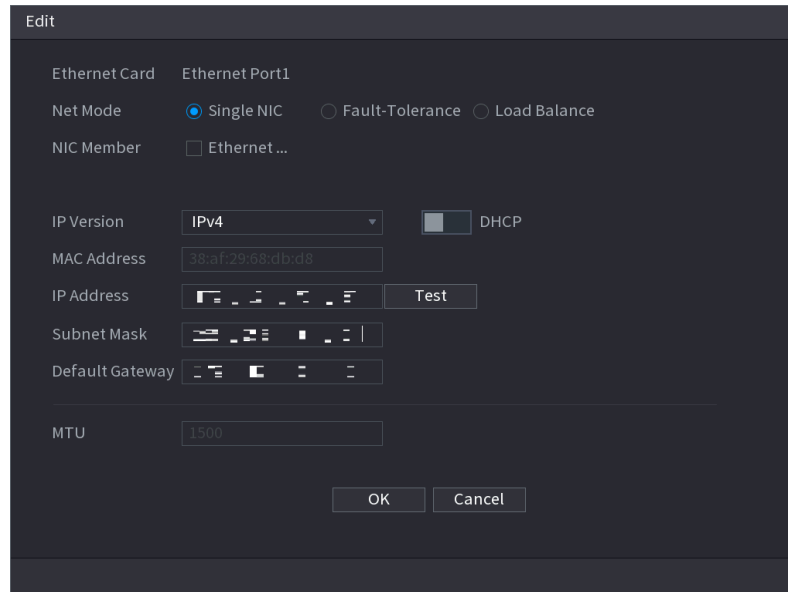 Edit
Ethernet Card Ethernet Port1
Net Mode Single NIC Fault-Tolerance Load Balance
NIC Member Ethernet ...
IP Version IPv4 DHCP
MAC Address 38:af:29:68:db:d8
IP Address Test
Subnet Mask
Default Gateway
MTU 1500
OK Cancel